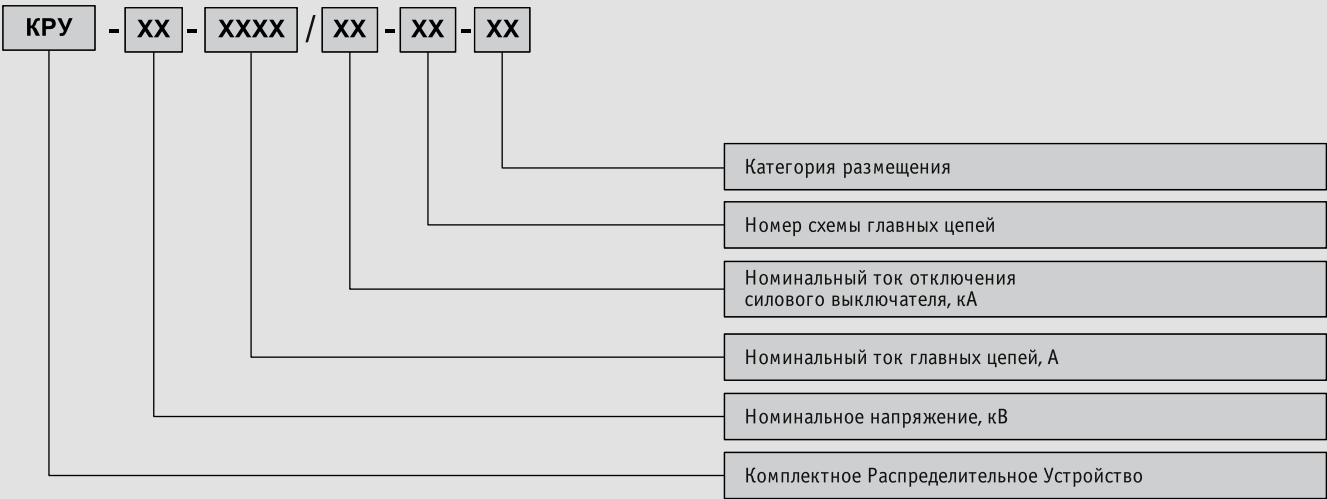 КРУ - XX - XXXX / XX - XX - XX
Категория размещения
Номер схемы главных цепей
Номинальный ток отключения
силового выключателя, кА
Номинальный ток главных цепей, А
Номинальное напряжение, кВ
Комплектное Распределительное Устройство